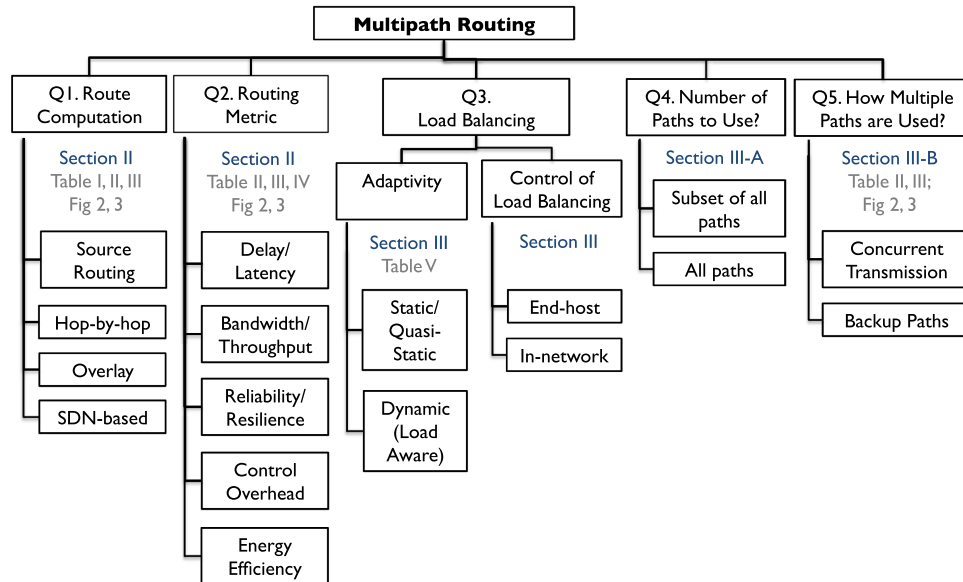 Multipath Routing
Q1. Route
Computation
Section II
Table I, II, III
Fig 2, 3
Source
Routing
Hop-by-hop
Overlay
SDN-based
Q2. Routing
Metric
Section II
Table II, III, IV
Fig 2, 3
Delay/
Latency
Bandwidth/
Throughput
Reliability/
Resilience
Control
Overhead
Energy
Efficiency
Q3.
Load Balancing
Adaptivity
Section III
Table V
Static/
Quasi-
Static
Dynamic
(Load
Aware)
Control of
Load Balancing
Section III
End-host
In-network
Q4. Number of
Paths to Use?
Section III-A
Subset of all
paths
All paths
Q5. How Multiple
Paths are Used?
Section III-B
Table II, III;
Fig 2, 3
Concurrent
Transmission
Backup Paths